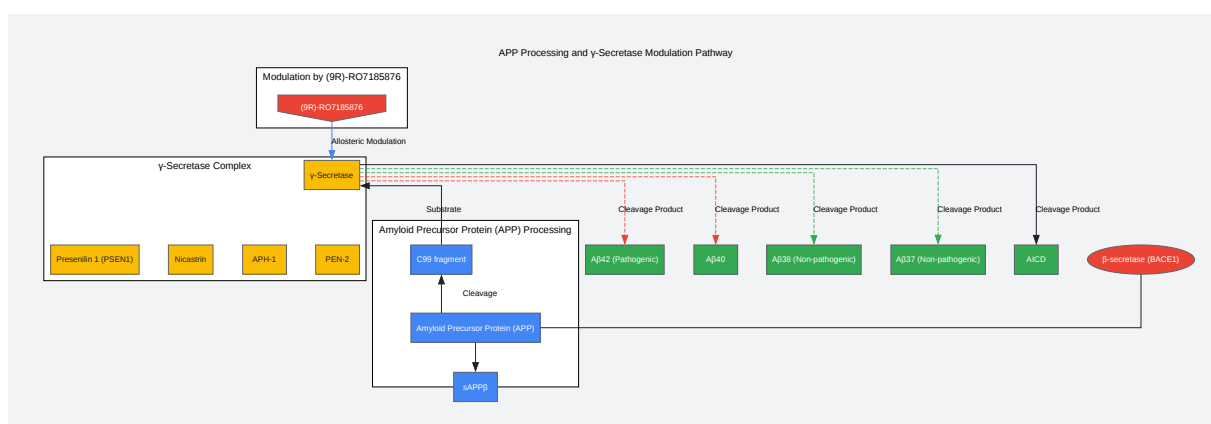 APP Processing and γ-Secretase Modulation Pathway
Modulation by (9R)-RO7185876
(9R)-RO7185876
Allosteric Modulation
γ-Secretase Complex
γ-Secretase
Substrate
Cleavage Product
Cleavage Product
Cleavage Product
Cleavage Product
Cleavage Product
Amyloid Precursor Protein (APP) Processing
Presenilin 1 (PSEN1)
Nicastrin
APH-1
PEN-2
C99 fragment
Aβ42 (Pathogenic)
Aβ40
Aβ38 (Non-pathogenic)
Aβ37 (Non-pathogenic)
AICD
β-secretase (BACE1)
Cleavage
Amyloid Precursor Protein (APP)
sAPPβ